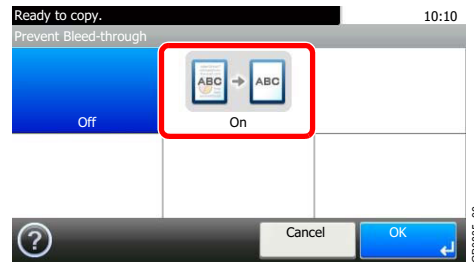 Ready to copy.
10:10
Prevent Bleed-through
ABC
ABC
Off
On
?
Cancel
OK